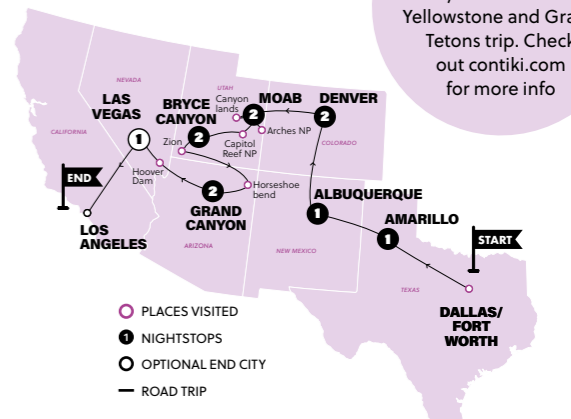 Yellowstone and Gra
Tetons trip. Check
out contiki.com
for more info
NEVADA
UTAH
LAS
VEGAS
BRYCE
CANYON
Canyon
lands
MOAB
DENVER
2
2
2
Arches NP
CALIFORNIA
COLORADO
1
Zion
Capitol
Reef NP
END
Hoover
Dam
2
Horseshoe
bend
GRAND
CANYON
ALBUQUERQUE
1
AMARILLO
1
LOS
ANGELES
ARIZONA
NEW MEXICO
START
TEXAS
DALLAS/
FORT
WORTH
PLACES VISITED
1 NIGHTSTOPS
OPTIONAL END CITY
ROAD TRIP